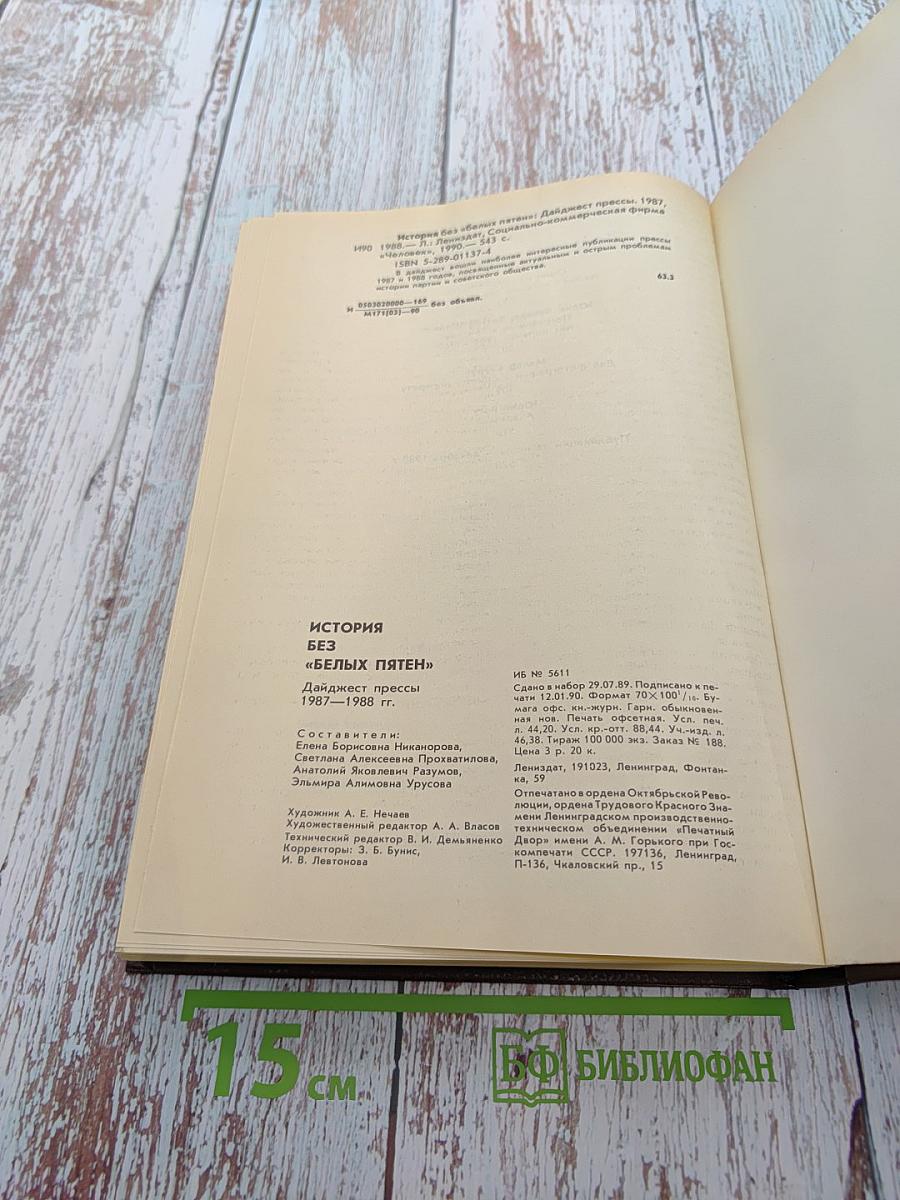 История без «белых пятен»: Дайджест прессы. 1987,
И90 1988.— Л.: Лениздат, Социально-коммерческая фирма
«Человек», 1990.— 543 с.
ISBN 5-289-01137-4
В дайджест вошли наиболее интересные публикации прессы
1987 и 1988 годов, посвященные актуальным и острым проблемам
истории партии и советского общества.
63.3
И 0503020000—169 без объявл.
М171(03)—90
ИСТОРИЯ
БЕЗ
«БЕЛЫХ ПЯТЕН»
Дайджест прессы
1987—1988 гг.
Составители:
Елена Борисовна Никанорова,
Светлана Алексеевна Прохватилова,
Анатолий Яковлевич Разумов,
Эльмира Алимовна Урусова
Художник А. Е. Нечаев
Художественный редактор А. А. Власов
Технический редактор В. И. Демьяненко
Корректоры: З. Б. Бунис,
И. В. Левтонова
ИБ № 5611
Сдано в набор 29.07.89. Подписано к пе-
чати 12.01.90. Формат 70×100¹/₁₆. Бу-
мага офс. кн.-журн. Гарн. обыкновен-
ная нов. Печать офсетная. Усл. печ.
л. 44,20. Усл. кр.-отт. 88,44. Уч.-изд. л.
46,38. Тираж 100 000 экз. Заказ № 188.
Цена 3 р. 20 к.
Лениздат, 191023, Ленинград, Фонтан-
ка, 59
Отпечатано в ордена Октябрьской Рево-
люции, ордена Трудового Красного Зна-
мени Ленинградском производственно-
техническом объединении «Печатный
Двор» имени А. М. Горького при Гос-
компечати СССР. 197136, Ленинград,
П-136, Чкаловский пр., 15
15 см
БФ БИБЛИОФАН